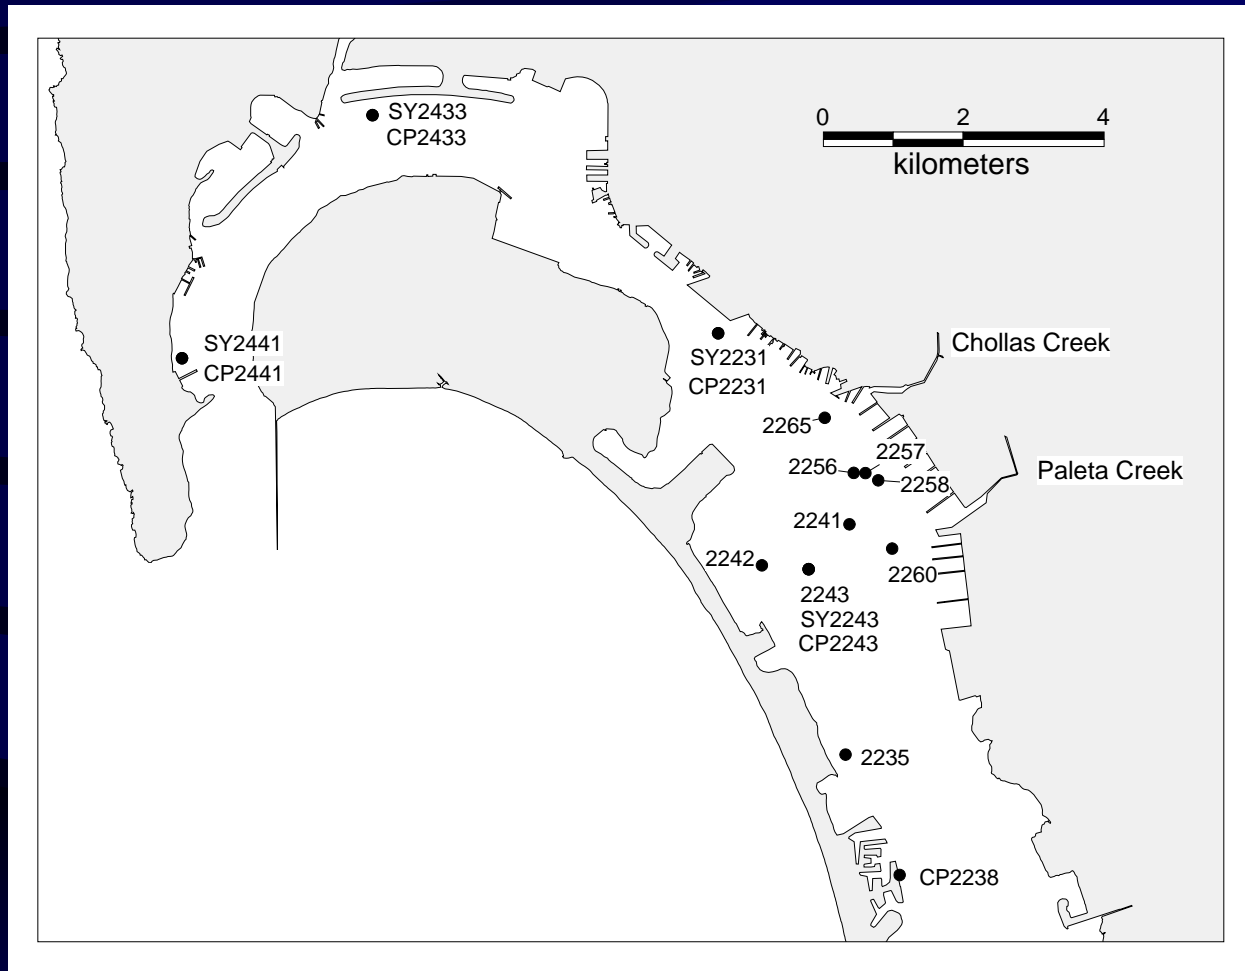 SY2433
CP2433
0 2 4
kilometers
SY2441
CP2441
SY2231
CP2231
Chollas Creek
2265
2257
2256
2258
Paleta Creek
2241
2242
2260
2243
SY2243
CP2243
2235
CP2238